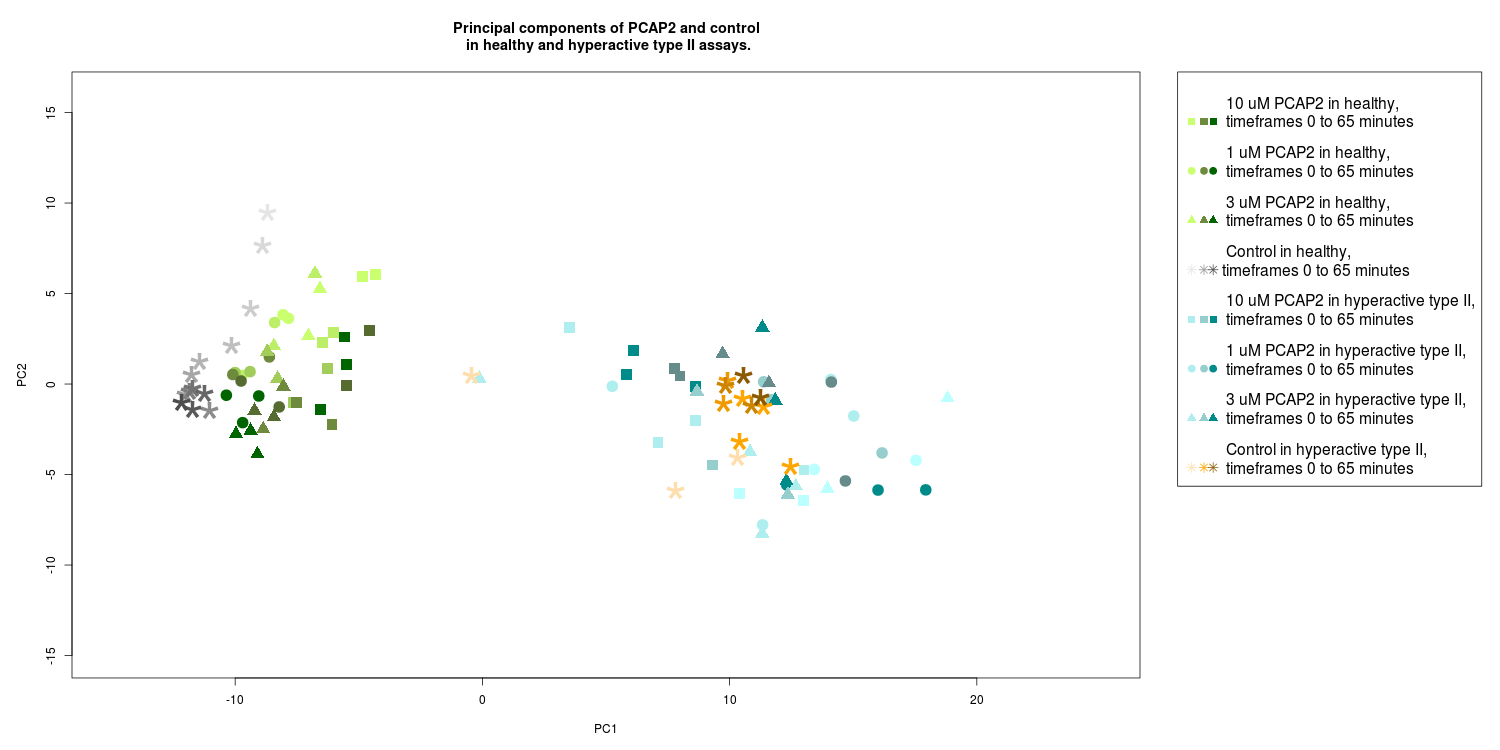 Principal components of PCAP2 and control
in healthy and hyperactive type II assays.
15
10
5
0
-5
-10
-15
PC2
-10
0
10
20
PC1
10 uM PCAP2 in healthy,
timeframes 0 to 65 minutes
1 uM PCAP2 in healthy,
timeframes 0 to 65 minutes
3 uM PCAP2 in healthy,
timeframes 0 to 65 minutes
Control in healthy,
timeframes 0 to 65 minutes
10 uM PCAP2 in hyperactive type II,
timeframes 0 to 65 minutes
1 uM PCAP2 in hyperactive type II,
timeframes 0 to 65 minutes
3 uM PCAP2 in hyperactive type II,
timeframes 0 to 65 minutes
Control in hyperactive type II,
timeframes 0 to 65 minutes